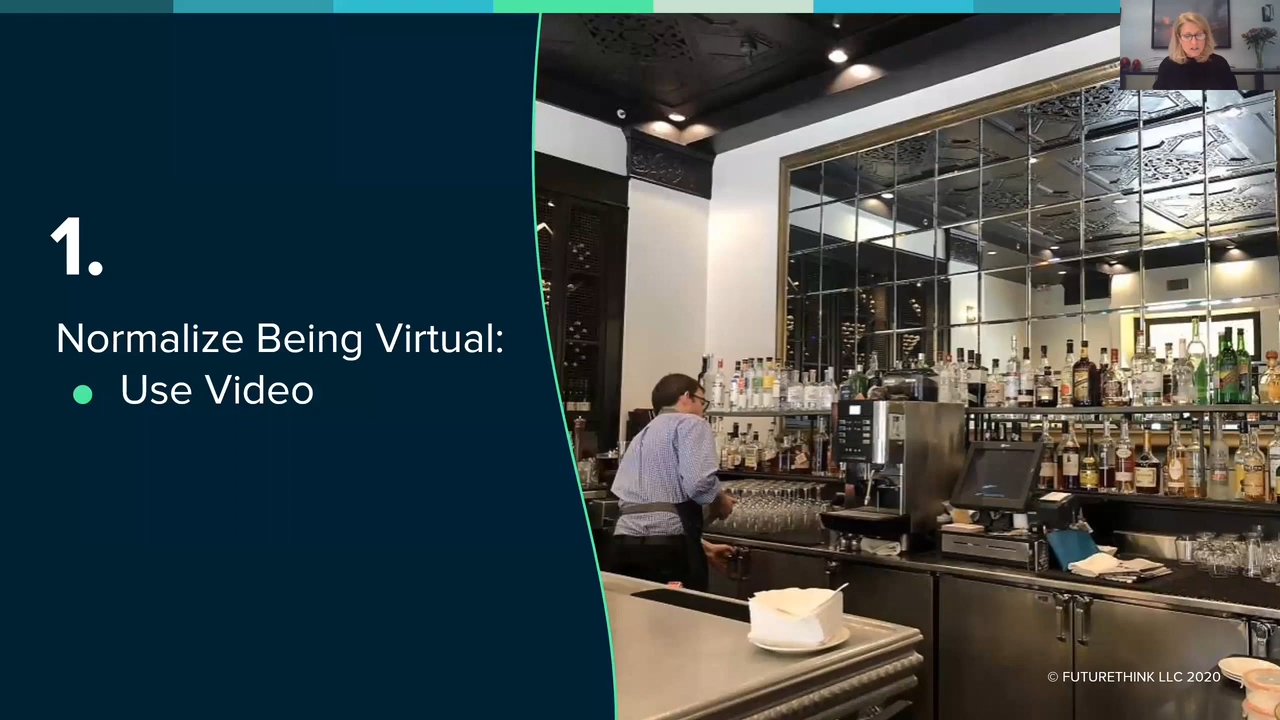 1.
Normalize Being Virtual:
● Use Video
© FUTURETHINK LLC 2020